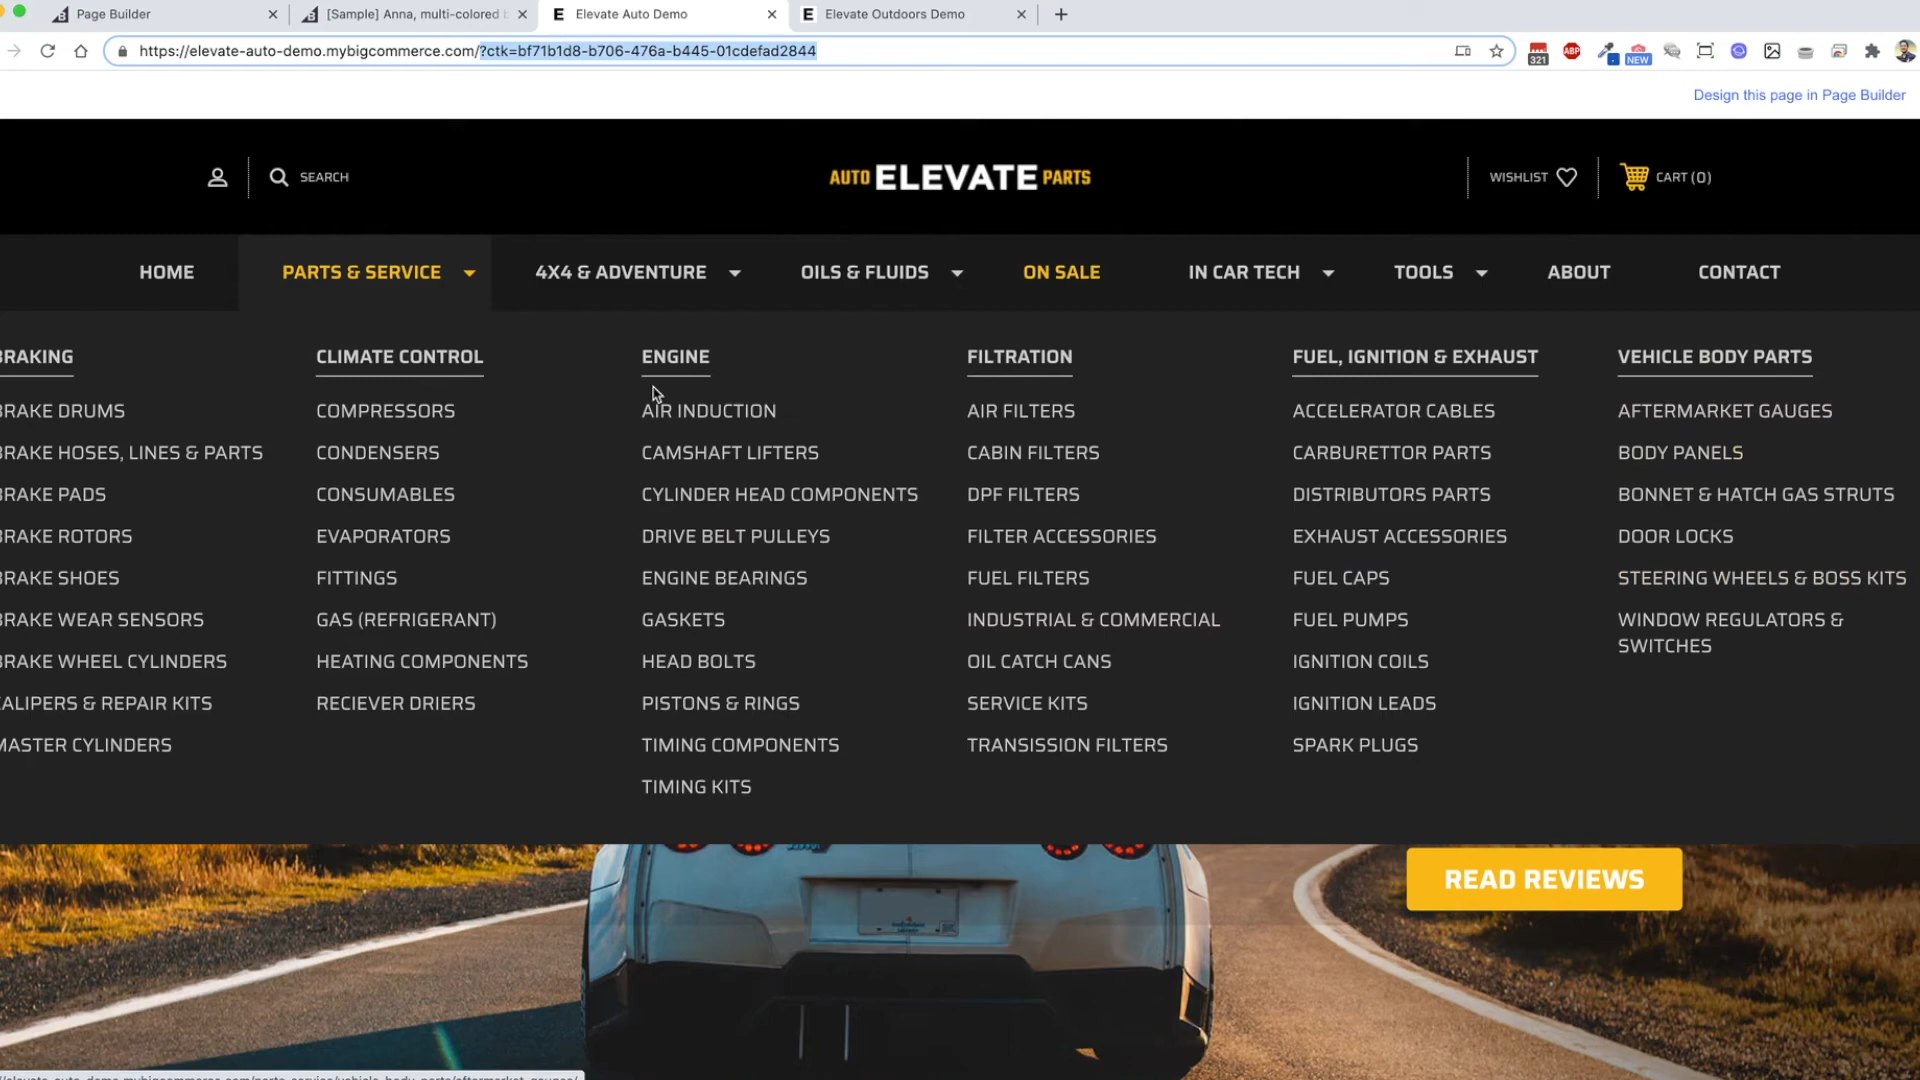 Page Builder
[Sample] Anna, multi-colored
Elevate Auto Demo
E Elevate Outdoors Demo
https://elevate-auto-demo.mybigcommerce.com/?ctk=bf71b1d8-b706-476a-b445-01cdefad2844
321
ABP
NEW
Design this page in Page Builder
SEARCH
AUTO ELEVATE PARTS
WISHLIST
CART (0)
HOME
PARTS & SERVICE
4X4 & ADVENTURE
OILS & FLUIDS
ON SALE
IN CAR TECH
TOOLS
ABOUT
CONTACT
BRAKING
BRAKE DRUMS
BRAKE HOSES, LINES & PARTS
BRAKE PADS
BRAKE ROTORS
BRAKE SHOES
BRAKE WEAR SENSORS
BRAKE WHEEL CYLINDERS
CALIPERS & REPAIR KITS
MASTER CYLINDERS
CLIMATE CONTROL
COMPRESSORS
CONDENSERS
CONSUMABLES
EVAPORATORS
FITTINGS
GAS (REFRIGERANT)
HEATING COMPONENTS
RECIEVER DRIERS
ENGINE
AIR INDUCTION
CAMSHAFT LIFTERS
CYLINDER HEAD COMPONENTS
DRIVE BELT PULLEYS
ENGINE BEARINGS
GASKETS
HEAD BOLTS
PISTONS & RINGS
TIMING COMPONENTS
TIMING KITS
FILTRATION
AIR FILTERS
CABIN FILTERS
DPF FILTERS
FILTER ACCESSORIES
FUEL FILTERS
INDUSTRIAL & COMMERCIAL
OIL CATCH CANS
SERVICE KITS
TRANSISSION FILTERS
FUEL, IGNITION & EXHAUST
ACCELERATOR CABLES
CARBURETTOR PARTS
DISTRIBUTORS PARTS
EXHAUST ACCESSORIES
FUEL CAPS
FUEL PUMPS
IGNITION COILS
IGNITION LEADS
SPARK PLUGS
VEHICLE BODY PARTS
AFTERMARKET GAUGES
BODY PANELS
BONNET & HATCH GAS STRUTS
DOOR LOCKS
STEERING WHEELS & BOSS KITS
WINDOW REGULATORS &
SWITCHES
READ REVIEWS